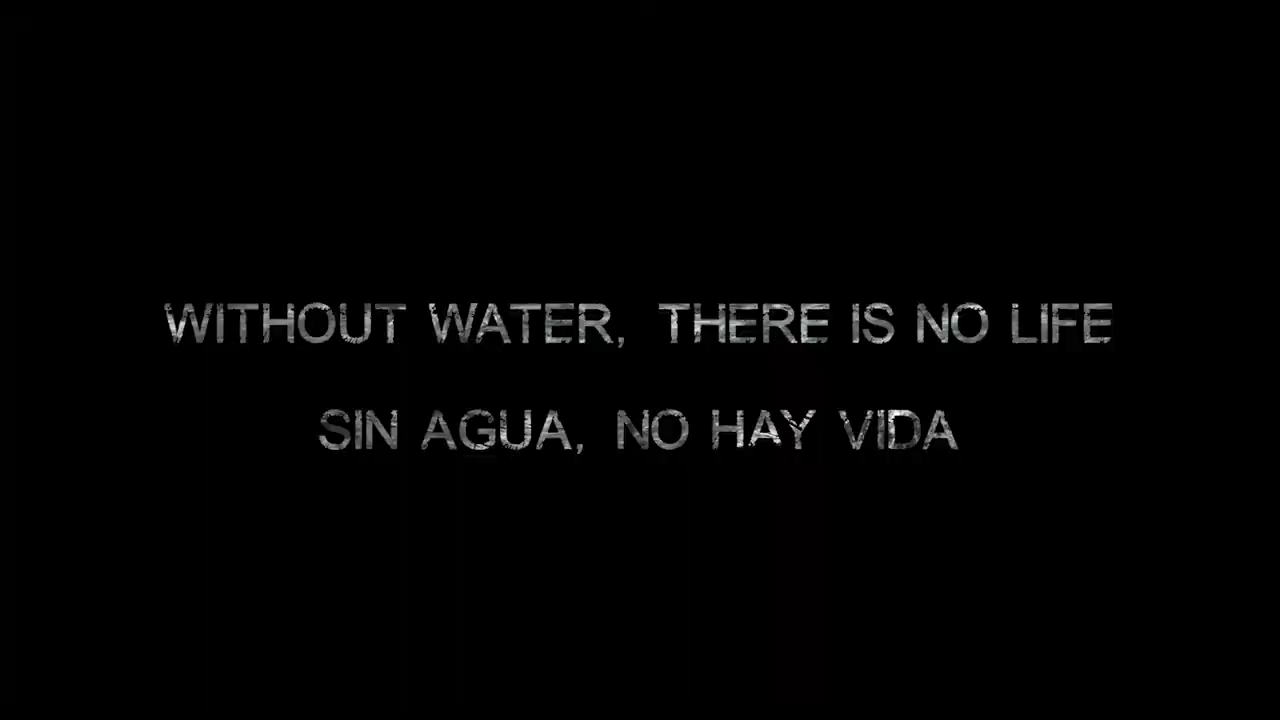 WITHOUT WATER, THERE IS NO LIFE
SIN AGUA, NO HAY VIDA